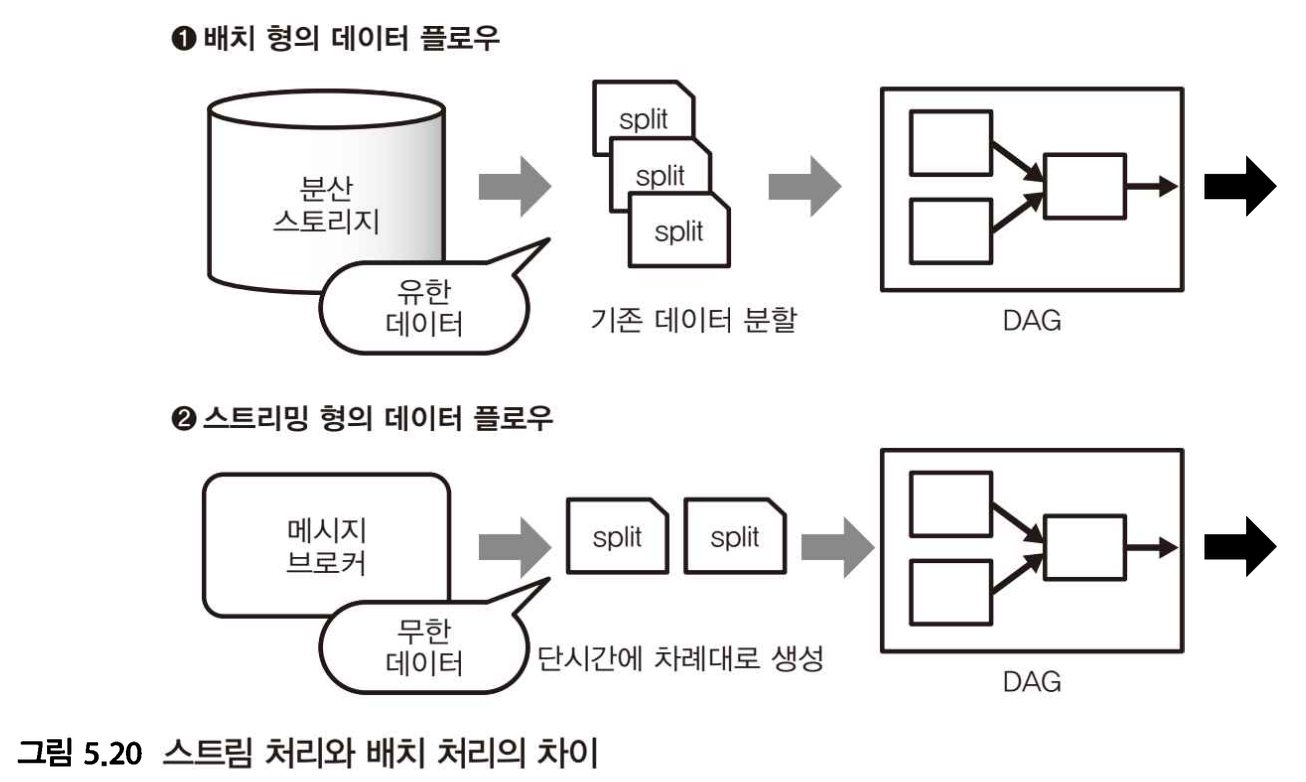 ❶ 배치 형의 데이터 플로우
분산
스토리지
유한
데이터
split
split
split
기존 데이터 분할
DAG
❷ 스트리밍 형의 데이터 플로우
메시지
브로커
무한
데이터
split
split
단시간에 차례대로 생성
DAG
그림 5.20 스트림 처리와 배치 처리의 차이